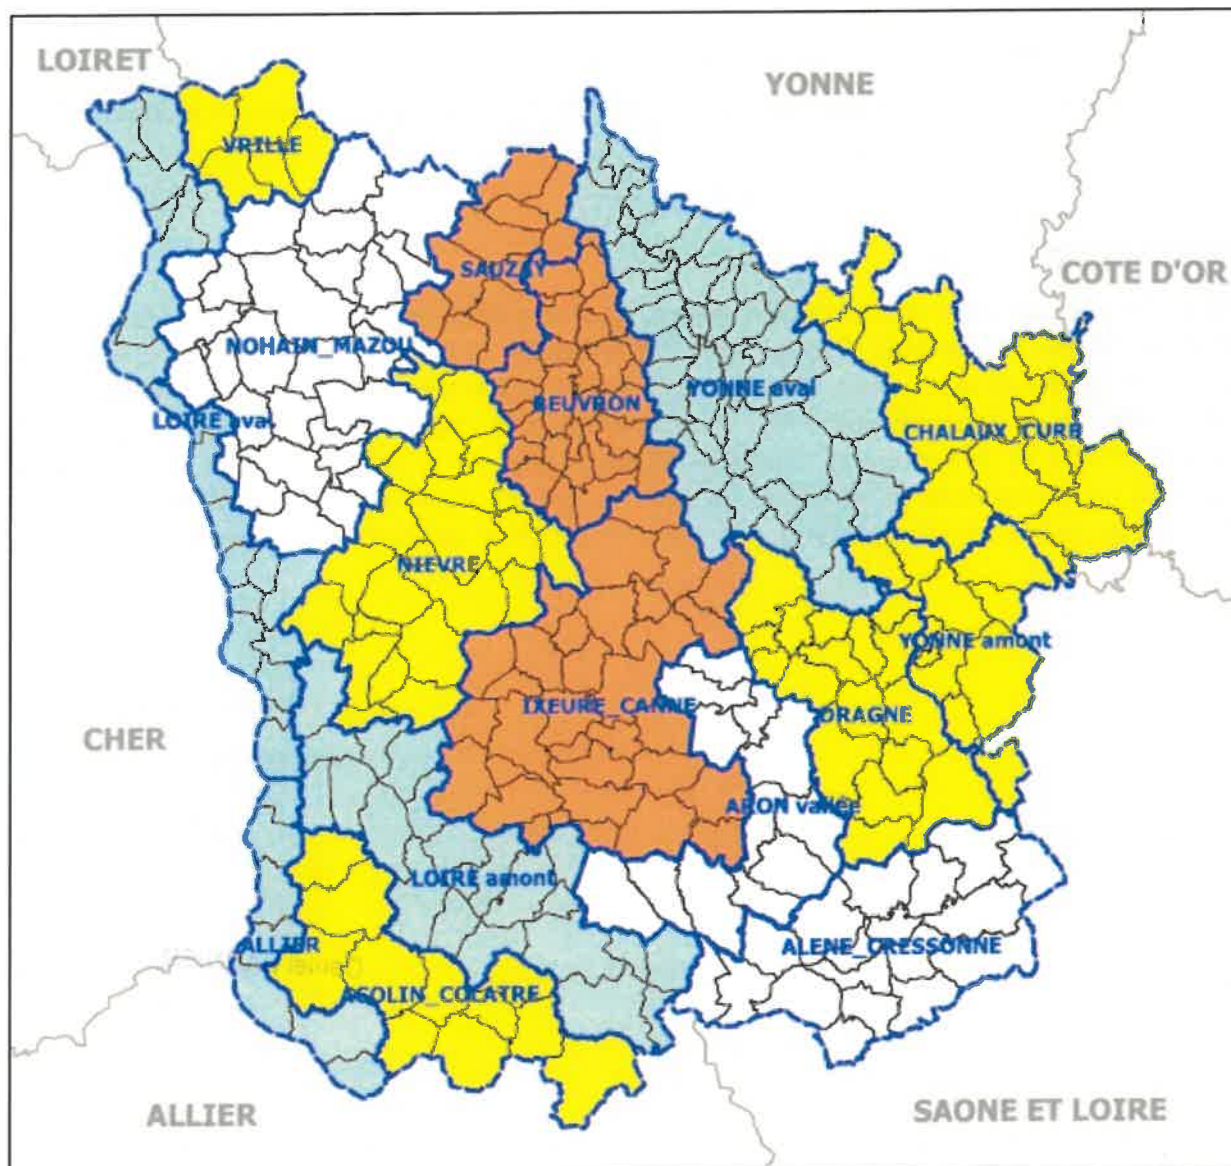 LOIRET
YONNE
VRILLE
COTE D'OR
SAUZAY
NOHAIN_MAZOU
BEUVRON
YONNE aval
LOIRE aval
CHALAUX_CURE
NIEVRE
YONNE amont
IXEURE_CANNE
DRAGNE
CHER
ARON vallée
LOIRE amont
ALLIER
ALENE_CRESSONNE
ACOLIN_COLATRE
ALLIER
SAONE ET LOIRE